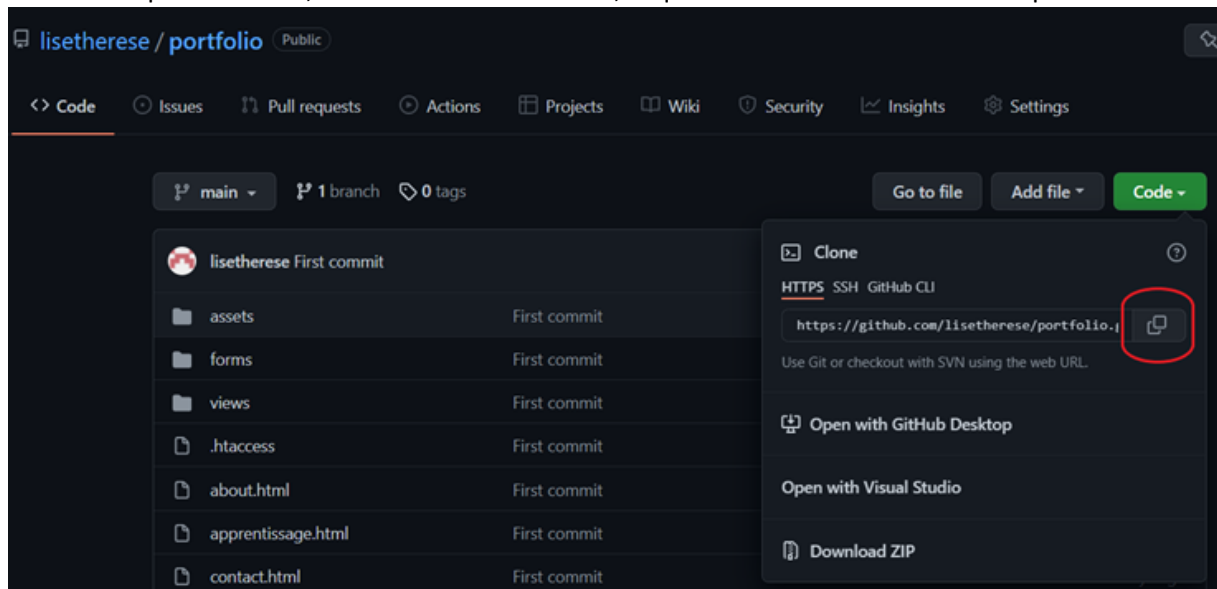 lisetherese / portfolio Public
Code Issues Pull requests Actions Projects Wiki Security Insights Settings
main 1 branch 0 tags Go to file Add file Code
lisetherese First commit
Clone
HTTPS SSH GitHub CLI
assets First commit
https://github.com/lisetherese/portfolio.
forms First commit
Use Git or checkout with SVN using the web URL.
views First commit
Open with GitHub Desktop
.htaccess First commit
about.html First commit
Open with Visual Studio
apprentissage.html First commit
Download ZIP
contact.html First commit